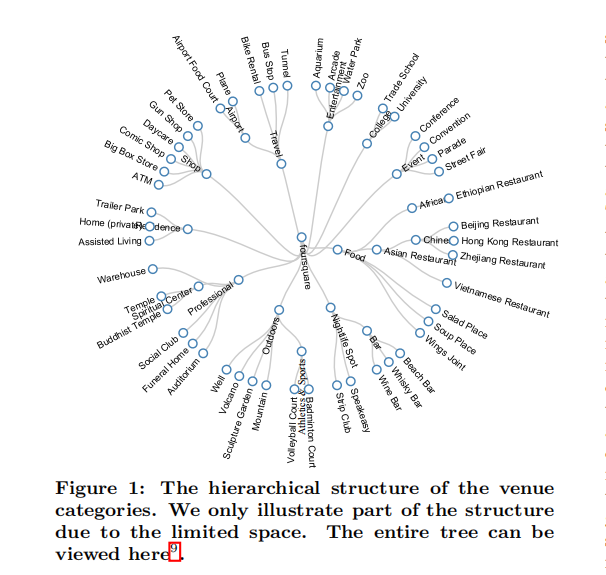 Airport Food Court
Plane
Airport
Bike Rental
Bus Stop
Tunnel
Travel
Aquarium
Arcade
Water Park
Zoo
Entertainment
Trade School
University
College
Conference
Convention
Parade
Street Fair
Event
Pet Store
Gun Shop
Daycare
Comic Shop
Big Box Store
ATM
Shop
Trailer Park
Home (private)
Assisted Living
Residence
Ethiopian Restaurant
Africa
Beijing Restaurant
Hong Kong Restaurant
Zhejiang Restaurant
Chine
Asian Restaurant
Vietnamese Restaurant
Food
Salad Place
Soup Place
Wings Joint
foursquare
Warehouse
Temple
Spiritual Center
Buddhist Temple
Professional
Social Club
Funeral Home
Auditorium
Outdoors
Well
Volcano
Sculpture Garden
Mountain
Athletics & Sports
Volleyball Court
Badminton Court
Nightlife Spot
Strip Club
Speakeasy
Bar
Wine Bar
Whisky Bar
Beach Bar
Figure 1: The hierarchical structure of the venue
categories. We only illustrate part of the structure
due to the limited space. The entire tree can be
viewed here9.